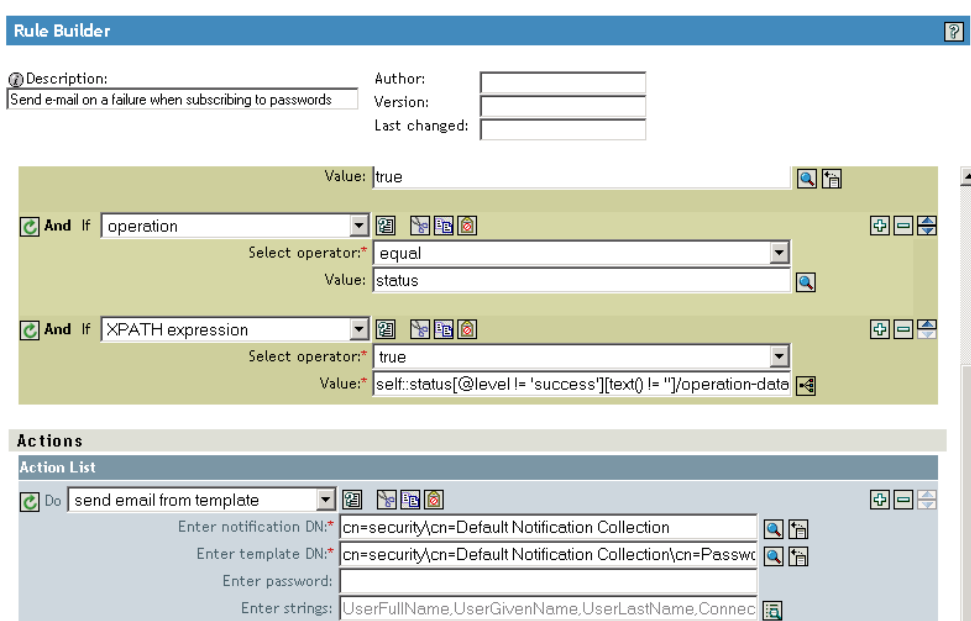 Rule Builder
Description:
Send e-mail on a failure when subscribing to passwords
Author:
Version:
Last changed:
Value: true
And If operation
Select operator:* equal
Value: status
And If XPATH expression
Select operator:* true
Value:* self::status[@level != 'success'][text() != '']/operation-data
Actions
Action List
Do send email from template
Enter notification DN:* cn=security\cn=Default Notification Collection
Enter template DN:* cn=security\cn=Default Notification Collection\cn=Passwo
Enter password:
Enter strings: UserFullName,UserGivenName,UserLastName,Connec